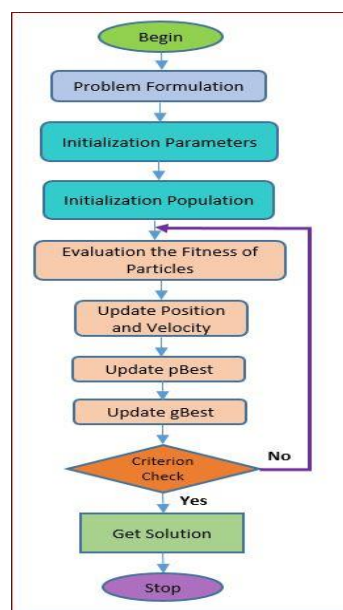 Begin
Problem Formulation
Initialization Parameters
Initialization Population
Evaluation the Fitness of
Particles
Update Position
and Velocity
Update pBest
Update gBest
Criterion
Check
No
Yes
Get Solution
Stop